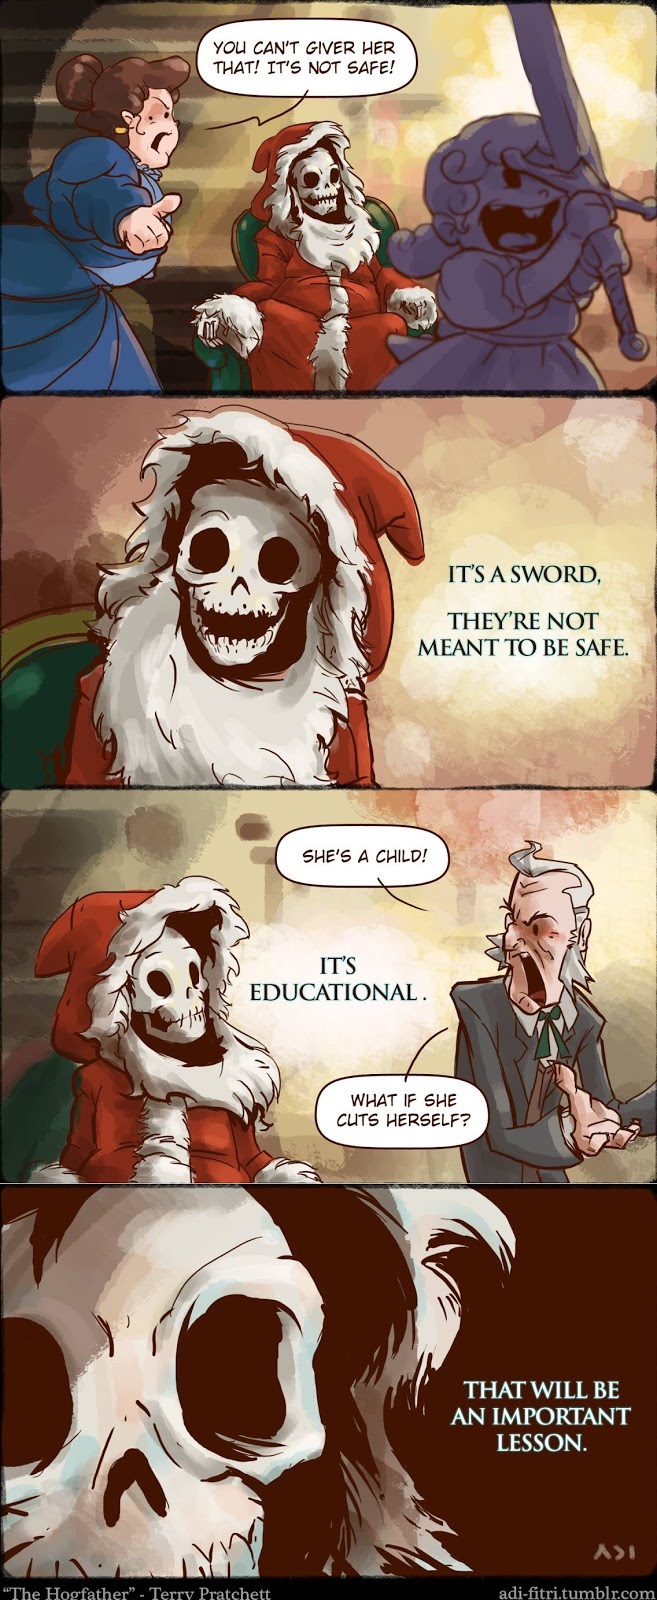 YOU CAN'T GIVER HER
THAT! IT'S NOT SAFE!
IT'S A SWORD,
THEY'RE NOT
MEANT TO BE SAFE.
SHE'S A CHILD!
IT'S
EDUCATIONAL.
WHAT IF SHE
CUTS HERSELF?
THAT WILL BE
AN IMPORTANT
LESSON.
"The Hogfather" - Terry Pratchett
adi-fitri.tumblr.com